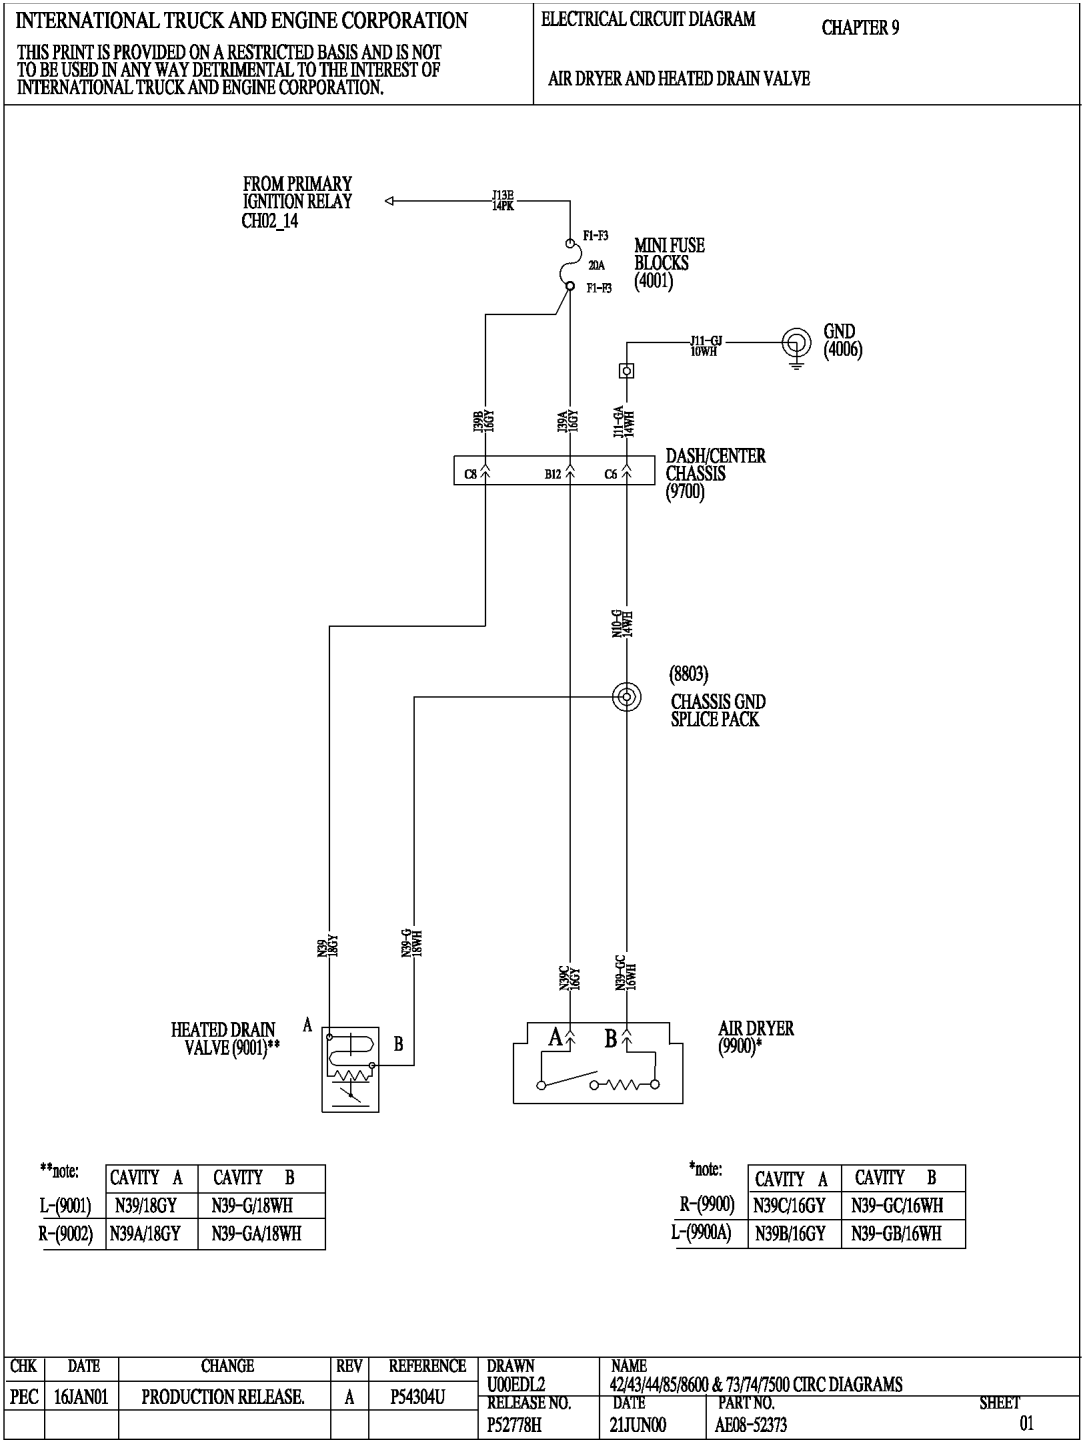 INTERNATIONAL TRUCK AND ENGINE CORPORATION
THIS PRINT IS PROVIDED ON A RESTRICTED BASIS AND IS NOT
TO BE USED IN ANY WAY DETRIMENTAL TO THE INTEREST OF
INTERNATIONAL TRUCK AND ENGINE CORPORATION.
ELECTRICAL CIRCUIT DIAGRAM
CHAPTER 9
AIR DRYER AND HEATED DRAIN VALVE
FROM PRIMARY
IGNITION RELAY
CH02_14
J13E
14PK
F1-F3
20A
F1-F3
MINI FUSE
BLOCKS
(4001)
J11-GJ
10WH
GND
(4006)
J39B
16GY
J39A
16GY
J11-GA
14WH
C8
B12
C6
DASH/CENTER
CHASSIS
(9700)
N10-G
14WH
(8803)
CHASSIS GND
SPLICE PACK
N39
18GY
N39-G
18WH
N39C
16GY
N39-GC
16WH
HEATED DRAIN
VALVE (9001)**
A
B
A
B
AIR DRYER
(9900)*
**note:
CAVITY A CAVITY B
L-(9001) N39/18GY N39-G/18WH
R-(9002) N39A/18GY N39-GA/18WH
*note:
CAVITY A CAVITY B
R-(9900) N39C/16GY N39-GC/16WH
L-(9900A) N39B/16GY N39-GB/16WH
CHK DATE CHANGE REV REFERENCE
PEC 16JAN01 PRODUCTION RELEASE. A P54304U
DRAWN
U00EDL2
NAME
42/43/44/85/8600 & 73/74/7500 CIRC DIAGRAMS
RELEASE NO.
P52778H
DATE
21JUN00
PART NO.
AE08-52373
SHEET
01